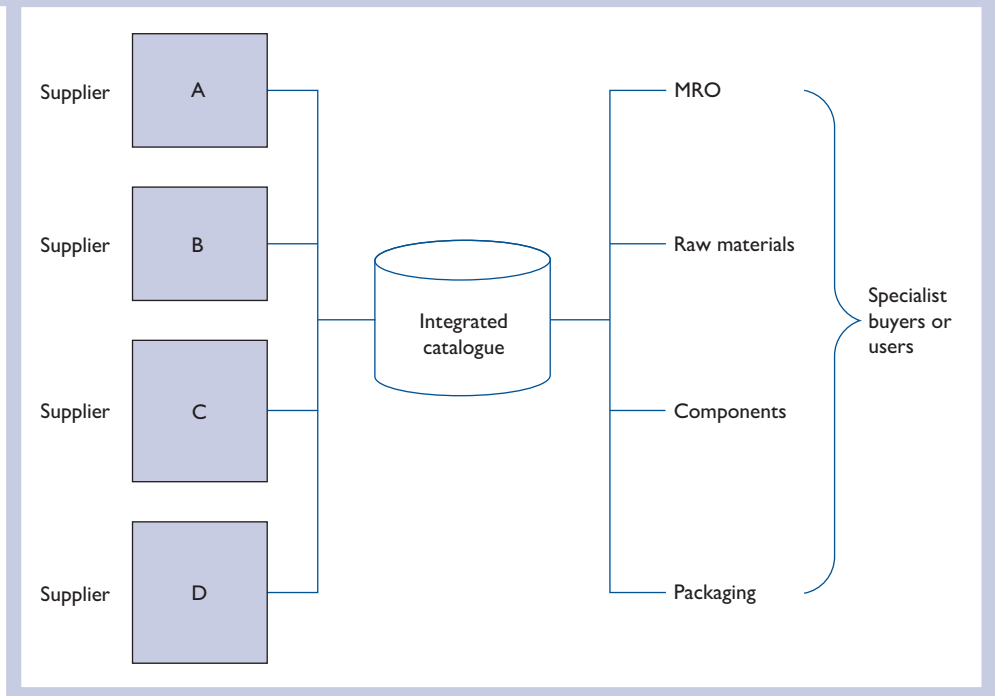 Supplier
A
MRO
Supplier
B
Raw materials
Integrated
catalogue
Specialist
buyers or
users
Supplier
C
Components
Supplier
D
Packaging